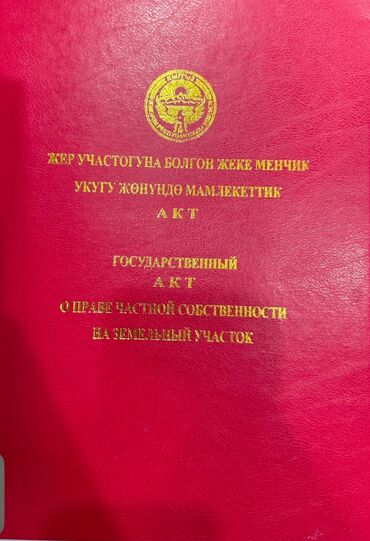 ЖЕР УЧАСТОГУНА БОЛГОН ЖЕКЕ МЕНЧИК
УКУГУ ЖӨНҮНДӨ МАМЛЕКЕТТИК
АКТ
ГОСУДАРСТВЕННЫЙ
АКТ
О ПРАВЕ ЧАСТНОЙ СОБСТВЕННОСТИ
НА ЗЕМЕЛЬНЫЙ УЧАСТОК